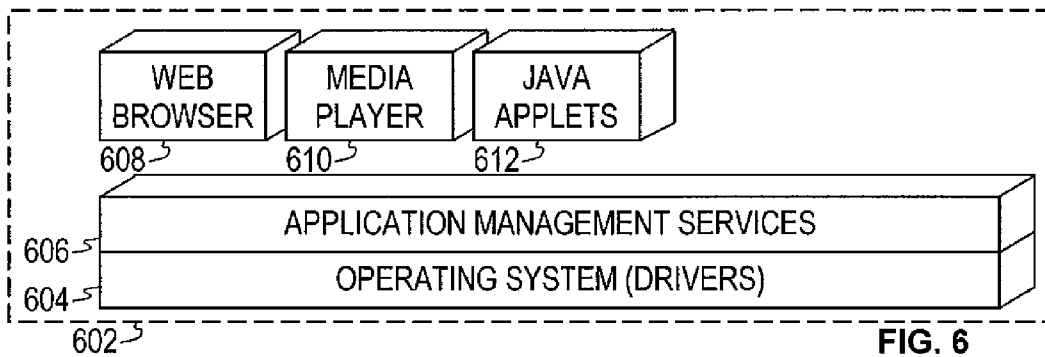 WEB
BROWSER
MEDIA
PLAYER
JAVA
APPLETS
608
610
612
APPLICATION MANAGEMENT SERVICES
606
OPERATING SYSTEM (DRIVERS)
604
602
FIG. 6